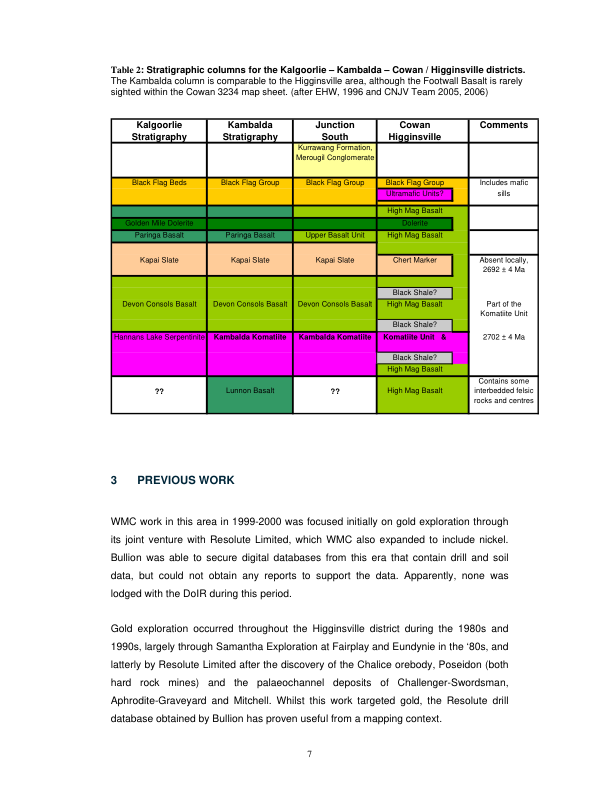 Table 2: Stratigraphic columns for the Kalgoorlie – Kambalda – Cowan / Higginsville districts.
The Kambalda column is comparable to the Higginsville area, although the Footwall Basalt is rarely
sighted within the Cowan 3234 map sheet. (after EHW, 1996 and CNJV Team 2005, 2006)
Kalgoorlie Kambalda Junction Cowan Comments
Stratigraphy Stratigraphy South Higginsville
Kurrawang Formation,
Merougil Conglomerate
Black Flag Beds Black Flag Group Black Flag Group Black Flag Group Includes mafic
Ultramafic Units? sills
High Mag Basalt
Golden Mile Dolerite Dolerite
Paringa Basalt Paringa Basalt Upper Basalt Unit High Mag Basalt
Kapai Slate Kapai Slate Kapai Slate Chert Marker Absent locally,
2692 ± 4 Ma
Black Shale?
Devon Consols Basalt Devon Consols Basalt Devon Consols Basalt High Mag Basalt Part of the
Komatiite Unit
Black Shale?
Hannans Lake Serpentinite Kambalda Komatiite Kambalda Komatiite Komatiite Unit & 2702 ± 4 Ma
Black Shale?
High Mag Basalt
Contains some
?? Lunnon Basalt ?? High Mag Basalt interbedded felsic
rocks and centres
3 PREVIOUS WORK
WMC work in this area in 1999-2000 was focused initially on gold exploration through
its joint venture with Resolute Limited, which WMC also expanded to include nickel.
Bullion was able to secure digital databases from this era that contain drill and soil
data, but could not obtain any reports to support the data. Apparently, none was
lodged with the DoIR during this period.
Gold exploration occurred throughout the Higginsville district during the 1980s and
1990s, largely through Samantha Exploration at Fairplay and Eundynie in the ‘80s, and
latterly by Resolute Limited after the discovery of the Chalice orebody, Poseidon (both
hard rock mines) and the palaeochannel deposits of Challenger-Swordsman,
Aphrodite-Graveyard and Mitchell. Whilst this work targeted gold, the Resolute drill
database obtained by Bullion has proven useful from a mapping context.
7